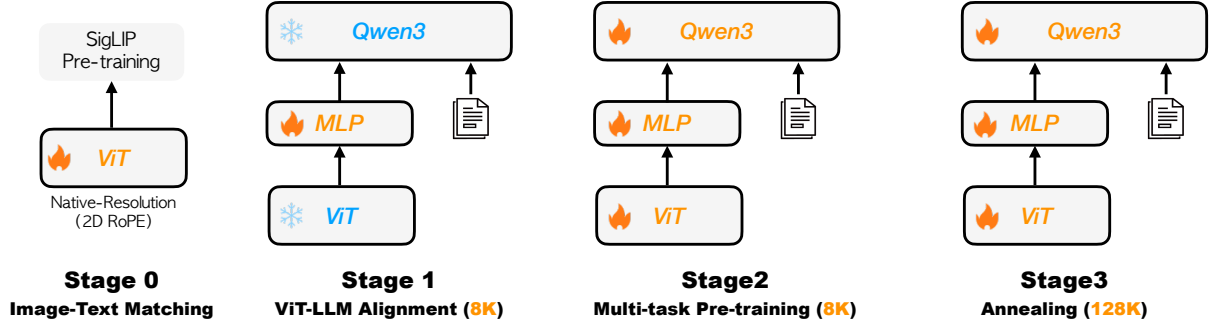 SigLIP
Pre-training
ViT
Native-Resolution
(2D RoPE)
Stage 0
Image-Text Matching
Qwen3
MLP
ViT
Stage 1
ViT-LLM Alignment (8K)
Qwen3
MLP
ViT
Stage2
Multi-task Pre-training (8K)
Qwen3
MLP
ViT
Stage3
Annealing (128K)